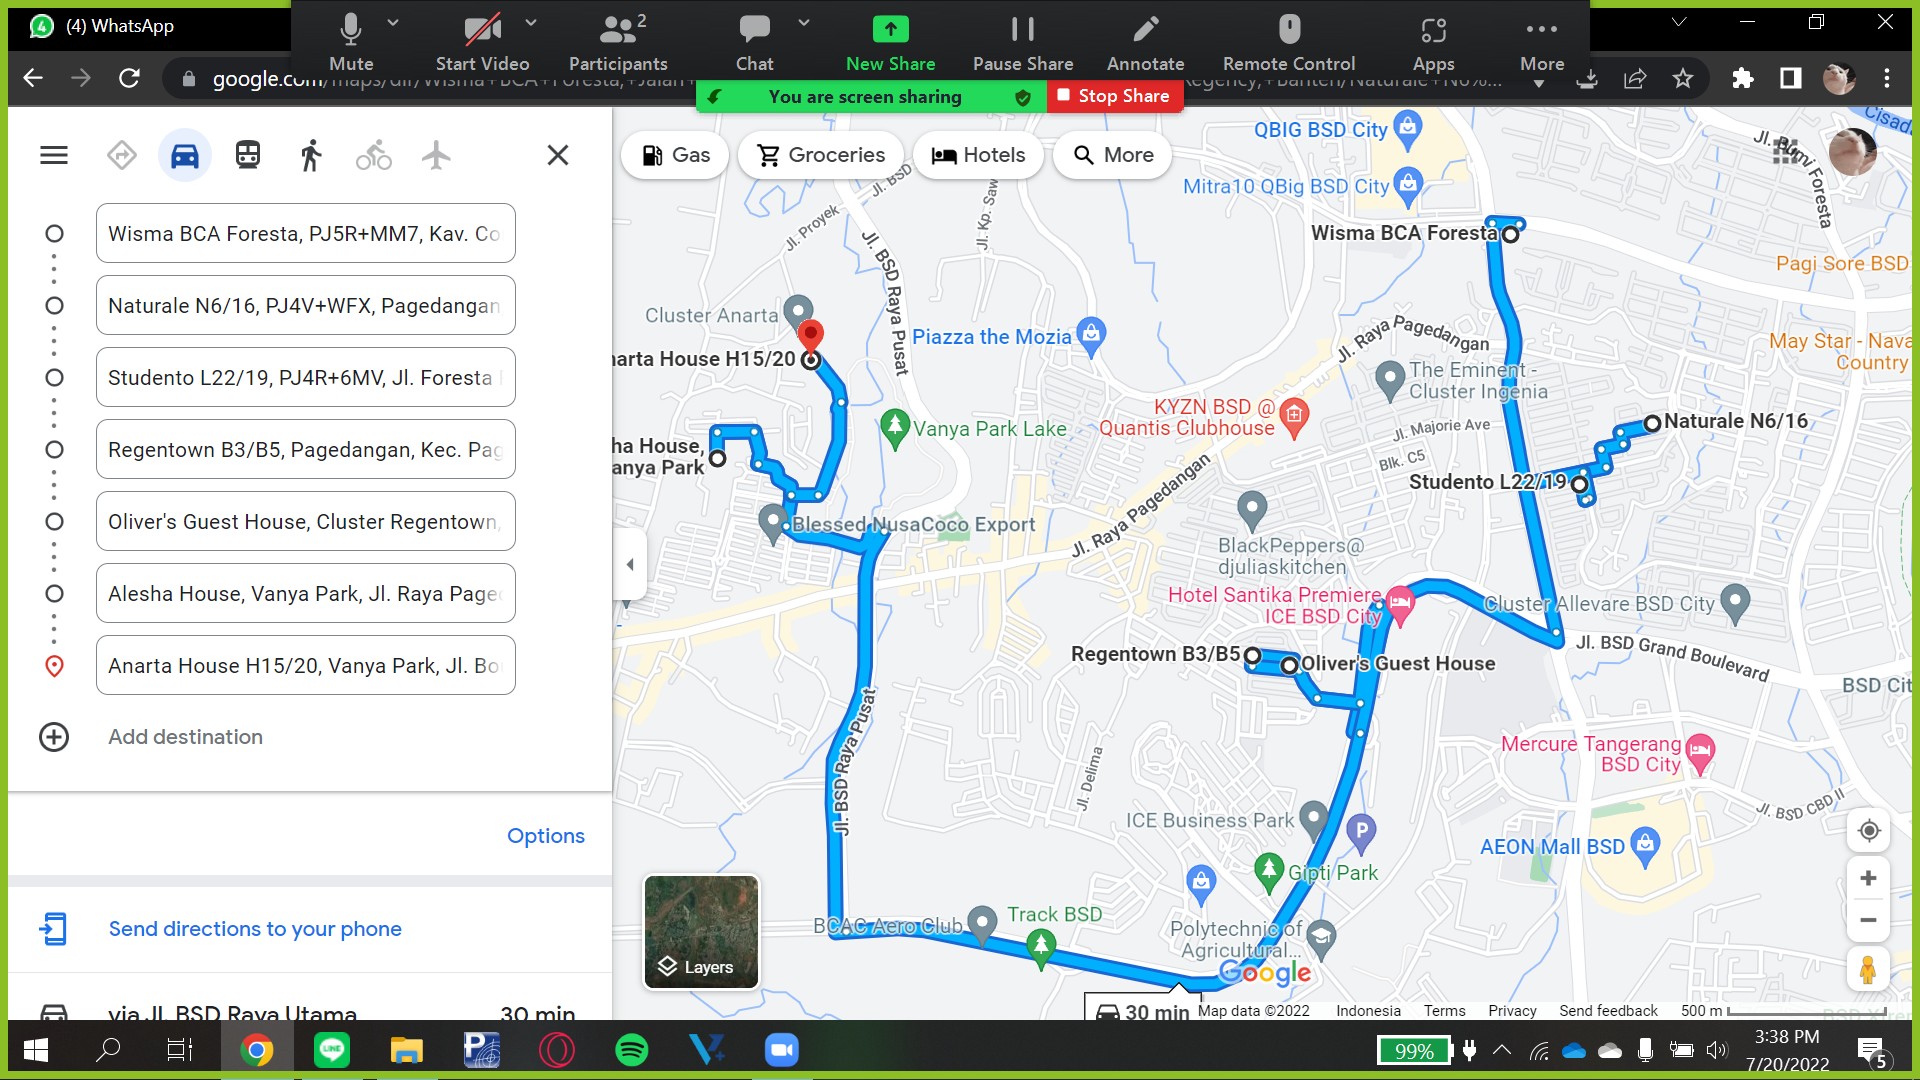 (4) WhatsApp
Mute
Start Video
Participants
2
Chat
New Share
Pause Share
Annotate
Remote Control
Apps
More
You are screen sharing
Stop Share
google.com/maps/dir/Wisma+BCA+Foresta,+Jalan+
Regency,+Banten/Naturale+No%...
Gas
Groceries
Hotels
More
Wisma BCA Foresta, PJ5R+MM7, Kav. Co
Naturale N6/16, PJ4V+WFX, Pagedangan
Studento L22/19, PJ4R+6MV, Jl. Foresta
Regentown B3/B5, Pagedangan, Kec. Pag
Oliver's Guest House, Cluster Regentown,
Alesha House, Vanya Park, Jl. Raya Page
Anarta House H15/20, Vanya Park, Jl. Bo
Add destination
Options
Send directions to your phone
via Jl. BSD Raya Utama
30 min
QBIG BSD City
Mitra10 QBig BSD City
Wisma BCA Foresta
Jl. Bumi Foresta
Cisad
Pagi Sore BSD
Jl. BSD
Jl. Proyek
Jl. Kp. Saw
Jl. BSD Raya Pusat
Cluster Anarta
narta House H15/20
Piazza the Mozia
Jl. Raya Pagedangan
May Star - Nava
Country
The Eminent -
Cluster Ingenia
KYZN BSD @
Quantis Clubhouse
Jl. Majorie Ave
Blk. C5
Naturale N6/16
Vanya Park Lake
ha House,
anya Park
Studento L22/19
Blessed NusaCoco Export
Jl. Raya Pagedangan
BlackPeppers@
djuliaskitchen
Hotel Santika Premiere
ICE BSD City
Cluster Allevare BSD City
Jl. BSD Grand Boulevard
Regentown B3/B5
Oliver's Guest House
BSD Cit
Jl. BSD Raya Pusat
Jl. Delima
Mercure Tangerang
BSD City
Jl. BSD CBD II
ICE Business Park
P
AEON Mall BSD
Gipti Park
BCAC Aero Club
Track BSD
Polytechnic of
Agricultural...
Layers
Google
30 min
Map data ©2022
Indonesia
Terms
Privacy
Send feedback
500 m
LINE
99%
3:38 PM
7/20/2022
5